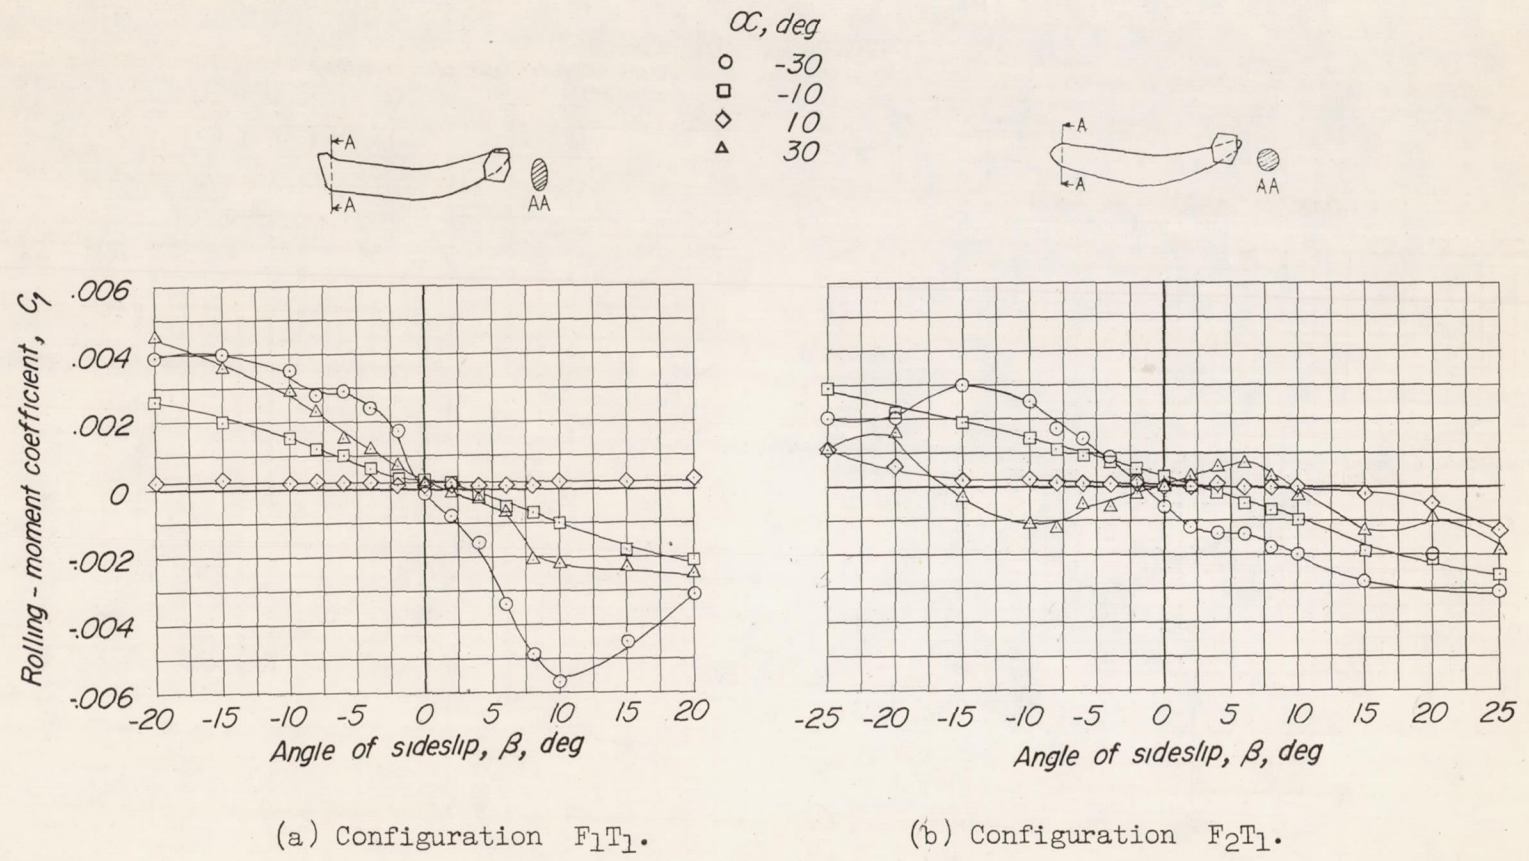 α, deg
-30
-10
10
30
A
A
AA
A
A
AA
Rolling - moment coefficient, Cl
.006
.004
.002
0
-.002
-.004
-.006
-20 -15 -10 -5 0 5 10 15 20
-25 -20 -15 -10 -5 0 5 10 15 20 25
Angle of sideslip, β, deg
Angle of sideslip, β, deg
(a) Configuration F1T1.
(b) Configuration F2T1.